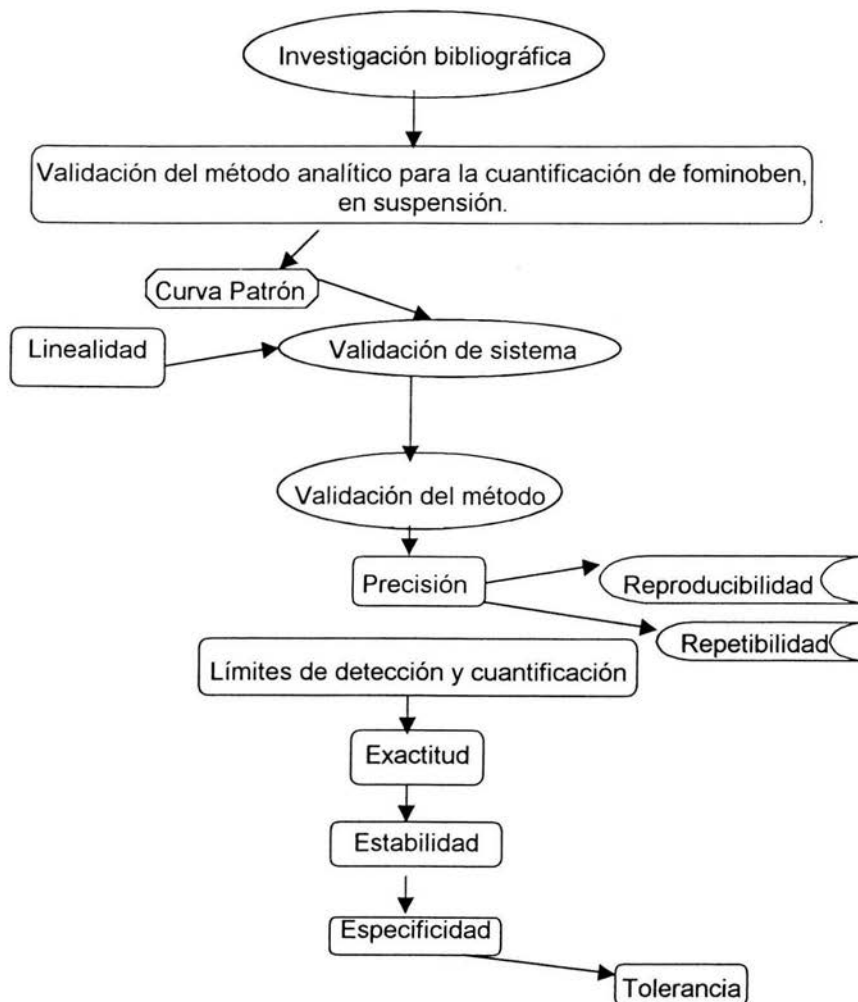 Investigación bibliográfica
Validación del método analítico para la cuantificación de fominoben,
en suspensión.
Curva Patrón
Linealidad
Validación de sistema
Validación del método
Precisión
Reproducibilidad
Repetibilidad
Límites de detección y cuantificación
Exactitud
Estabilidad
Especificidad
Tolerancia